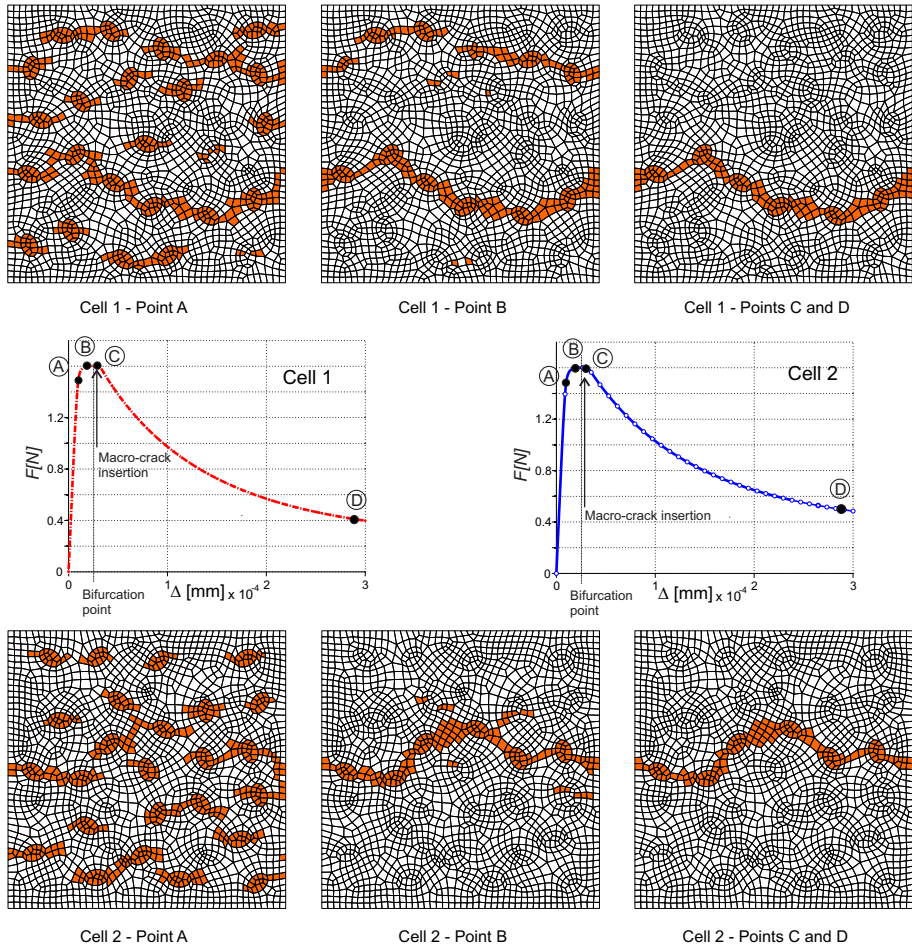 Cell 1 - Point A
Cell 1 - Point B
Cell 1 - Points C and D
A
B
C
Cell 1
1.2
F[N]
0.8
0.4
0
Macro-crack
insertion
D
0
1
2
3
Bifurcation
point
Δ [mm] x 10-4
A
B
C
Cell 2
1.2
F[N]
0.8
0.4
0
Macro-crack insertion
D
0
1
2
3
Bifurcation
point
Δ [mm] x 10-4
Cell 2 - Point A
Cell 2 - Point B
Cell 2 - Points C and D